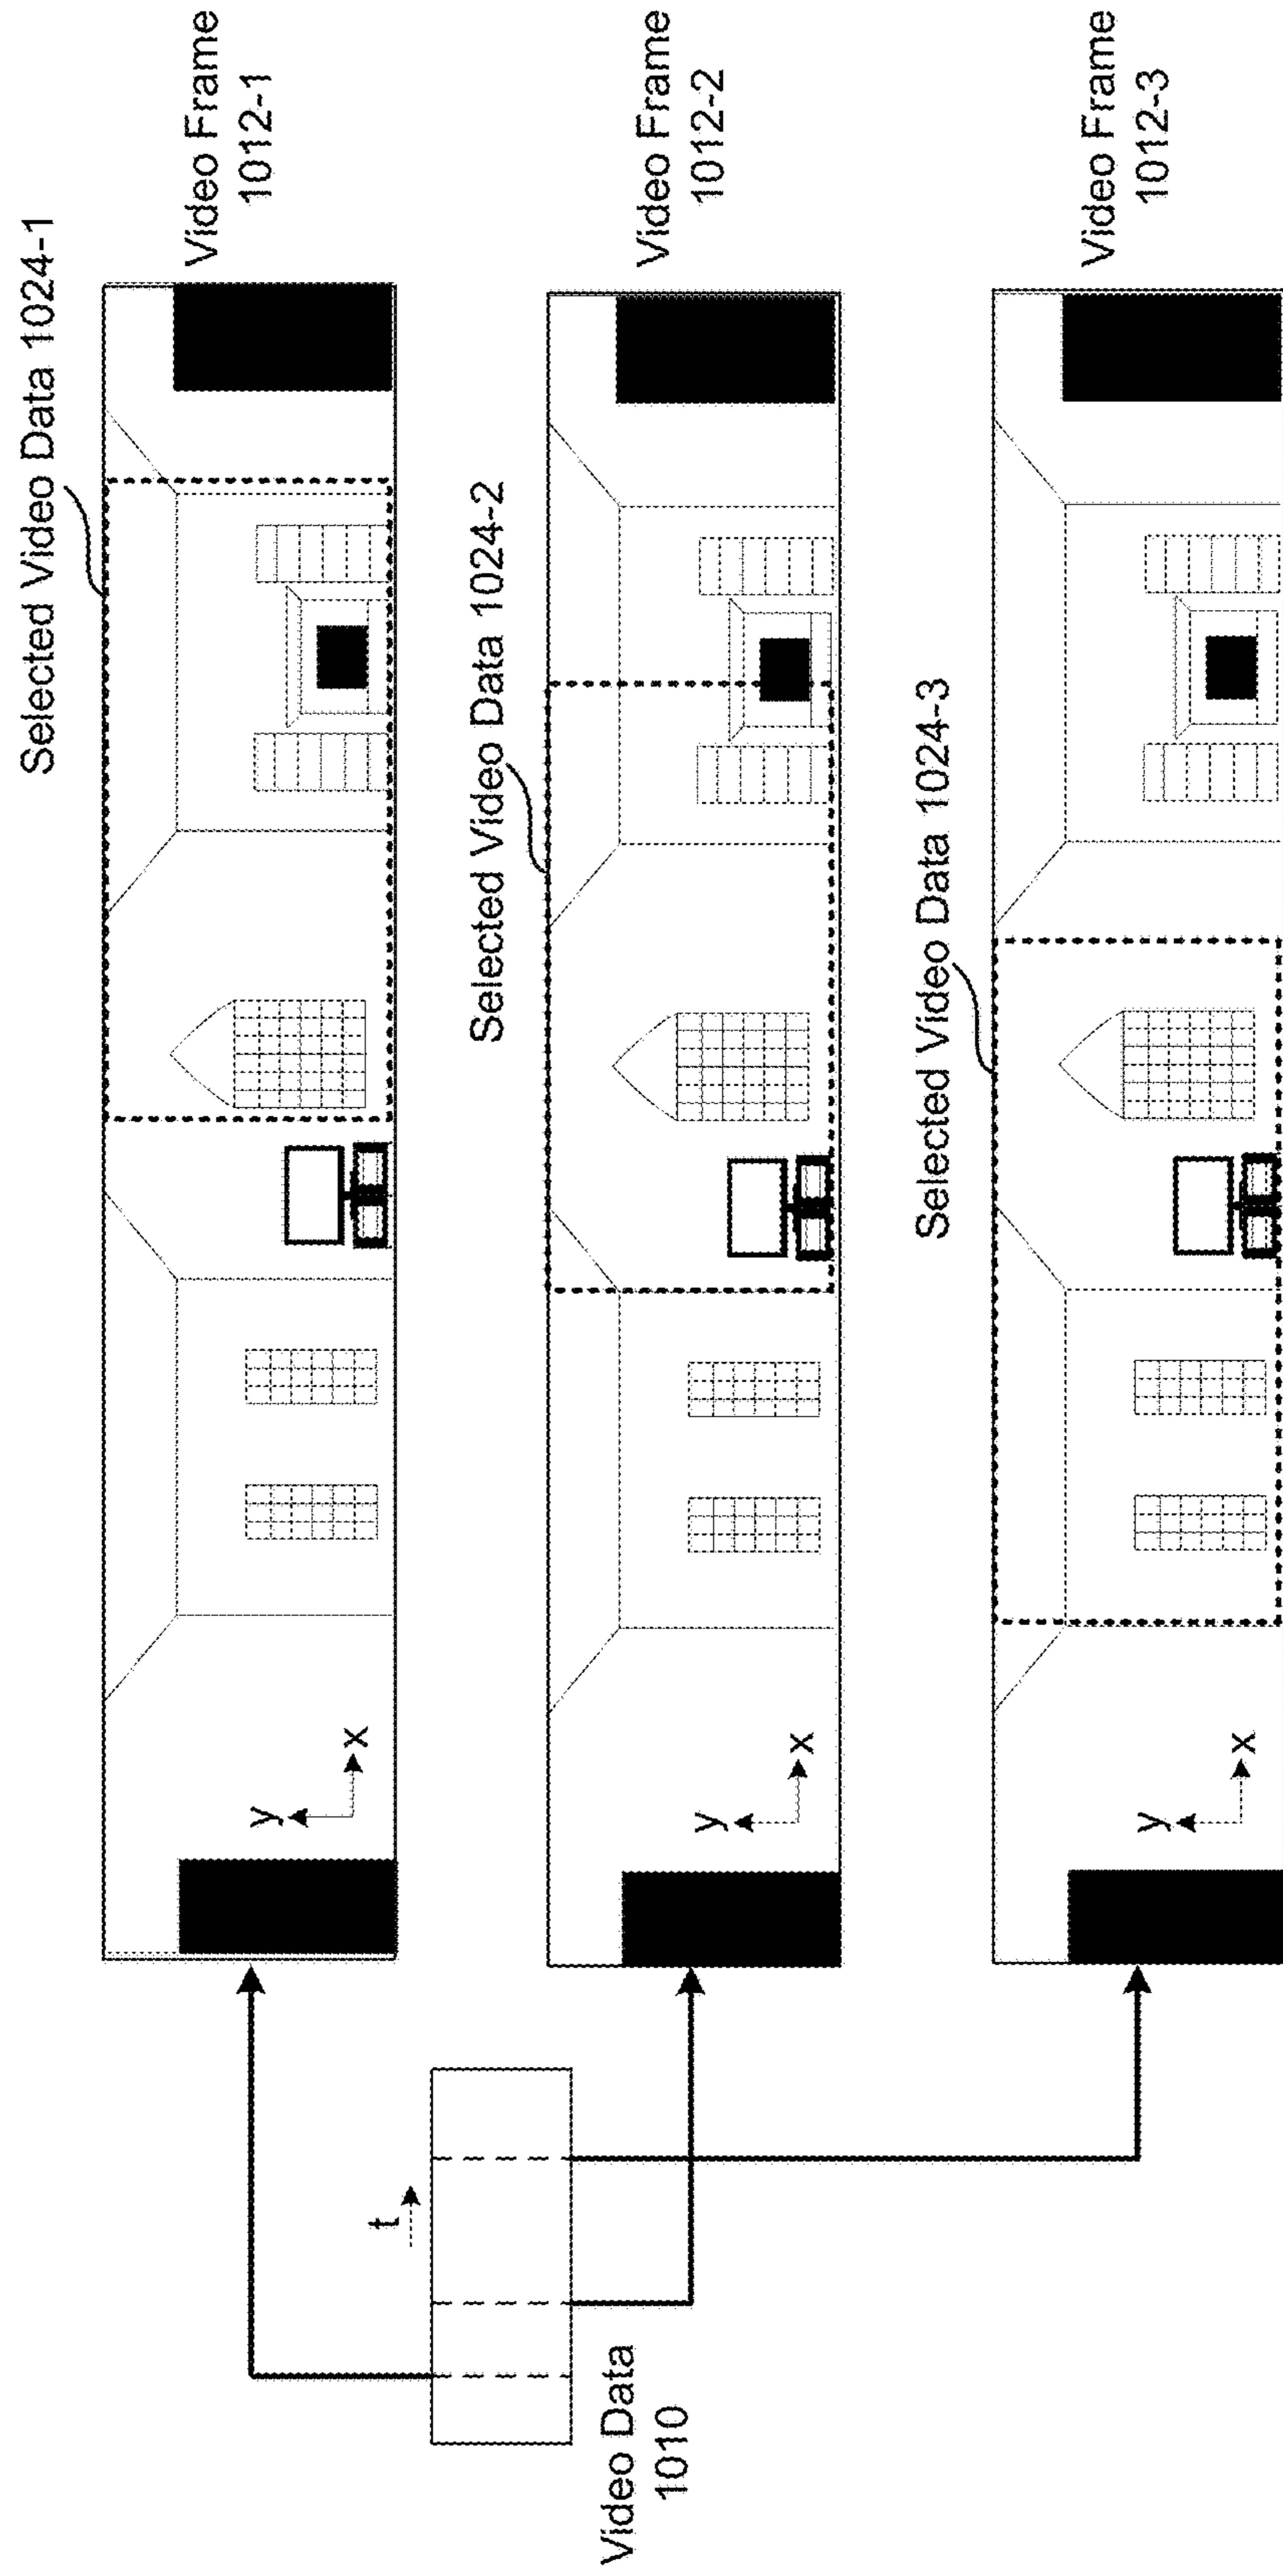 Selected Video Data 1024-1
Video Frame
1012-1
y
x
t
Video Data
1010
Selected Video Data 1024-2
Video Frame
1012-2
y
x
Selected Video Data 1024-3
Video Frame
1012-3
y
x